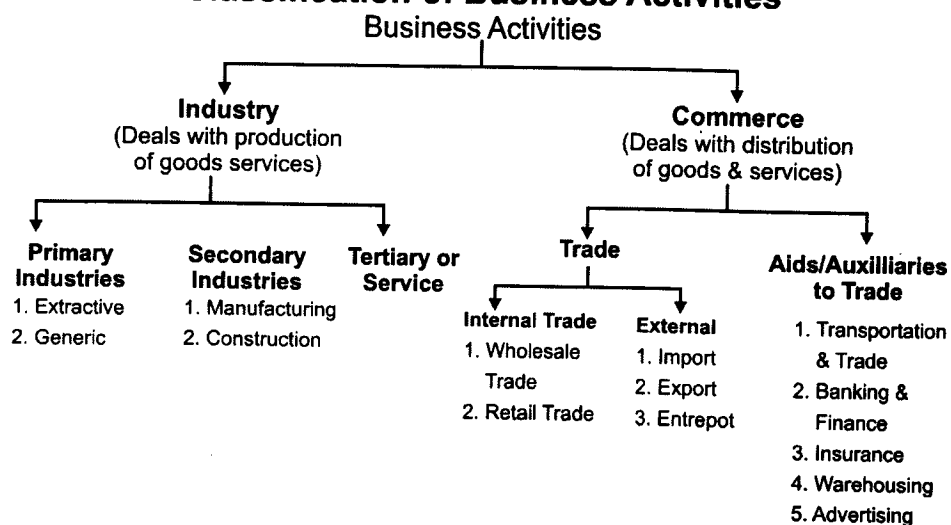 Business Activities
Business Activities
Industry
(Deals with production
of goods services)
Commerce
(Deals with distribution
of goods & services)
Primary
Industries
1. Extractive
2. Generic
Secondary
Industries
1. Manufacturing
2. Construction
Tertiary or
Service
Trade
Internal Trade
1. Wholesale
Trade
2. Retail Trade
External
1. Import
2. Export
3. Entrepot
Aids/Auxilliaries
to Trade
1. Transportation
& Trade
2. Banking &
Finance
3. Insurance
4. Warehousing
5. Advertising